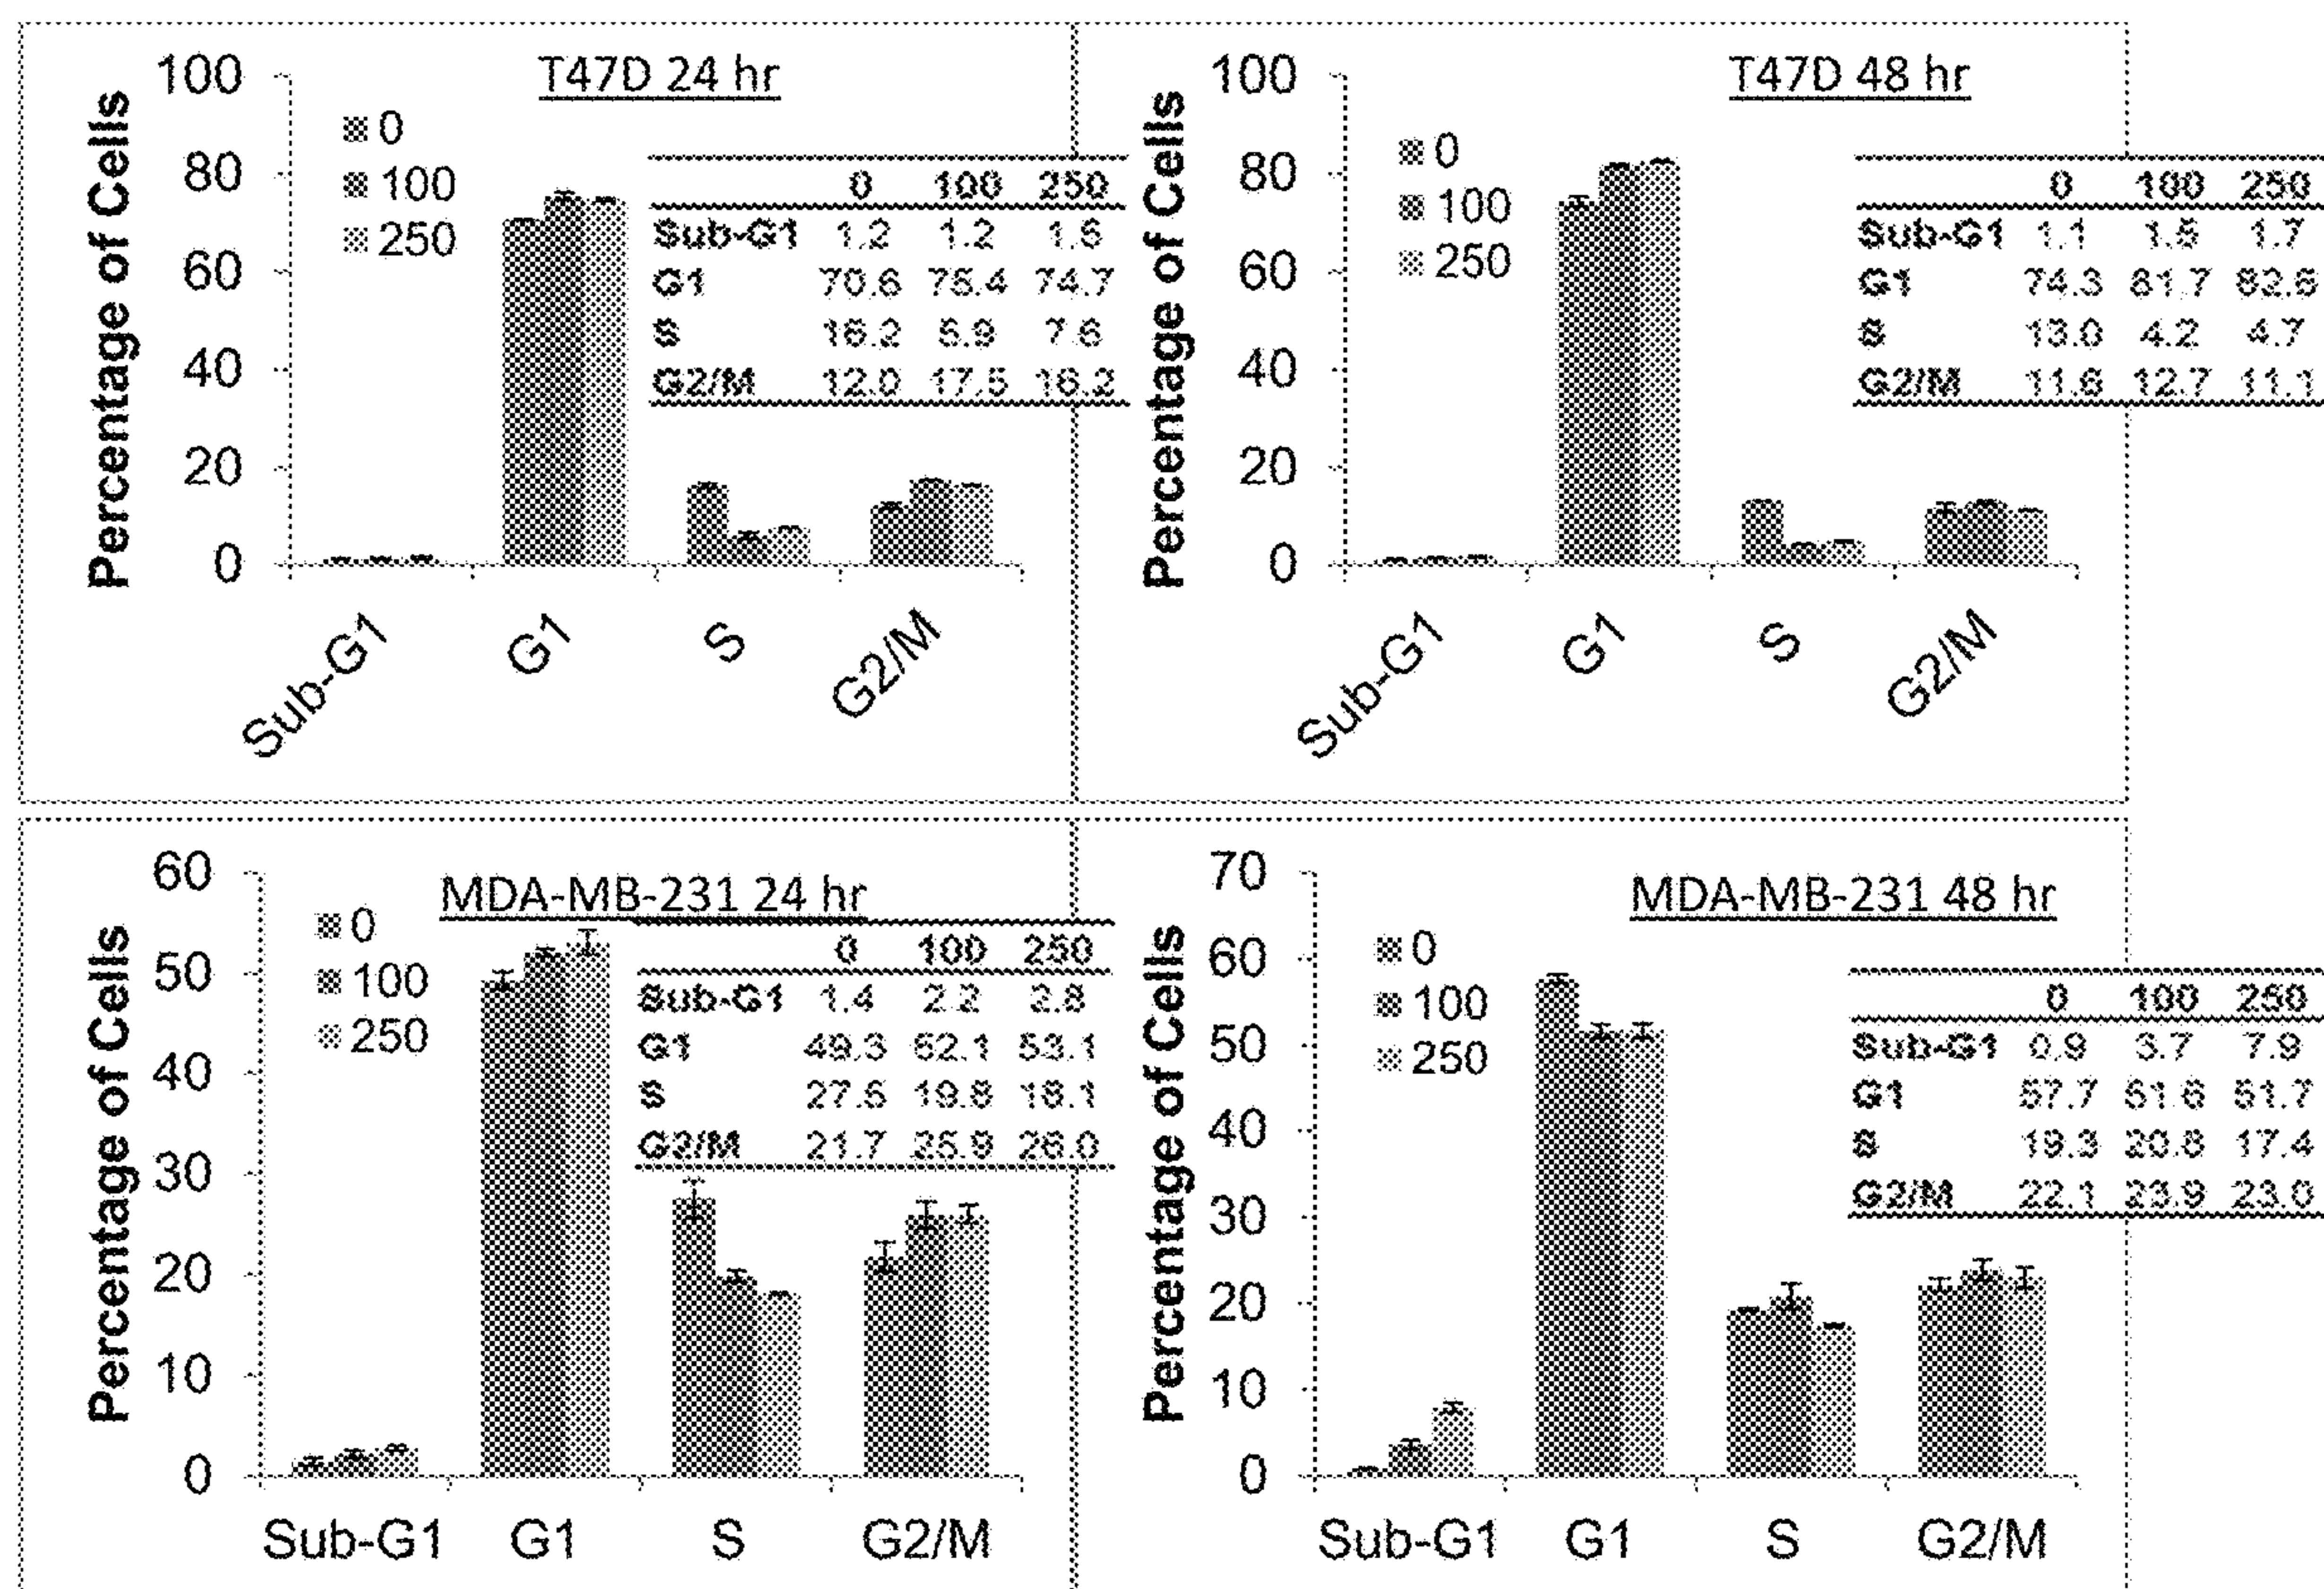 T47D 24 hr
Percentage of Cells
100
80
60
40
20
0
0
100
250
0 100 250
Sub-G1 1.2 1.2 1.6
G1 70.6 75.4 74.7
S 16.2 5.9 7.6
G2/M 12.0 17.5 16.2
Sub-G1 G1 S G2/M
T47D 48 hr
Percentage of Cells
100
80
60
40
20
0
0
100
250
0 100 250
Sub-G1 1.1 1.5 1.7
G1 74.3 81.7 82.6
S 13.0 4.2 4.7
G2/M 11.6 12.7 11.1
Sub-G1 G1 S G2/M
MDA-MB-231 24 hr
Percentage of Cells
60
50
40
30
20
10
0
0
100
250
0 100 250
Sub-G1 1.4 2.2 2.8
G1 49.3 52.1 53.1
S 27.5 19.8 18.1
G2/M 21.7 25.9 26.0
Sub-G1 G1 S G2/M
MDA-MB-231 48 hr
Percentage of Cells
70
60
50
40
30
20
10
0
0
100
250
0 100 250
Sub-G1 0.9 3.7 7.9
G1 57.7 51.6 51.7
S 19.3 20.8 17.4
G2/M 22.1 23.9 23.0
Sub-G1 G1 S G2/M